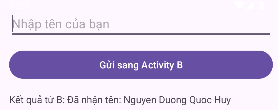 Nhập tên của bạn
Gửi sang Activity B
Kết quả từ B: Đã nhận tên: Nguyen Duong Quoc Huy